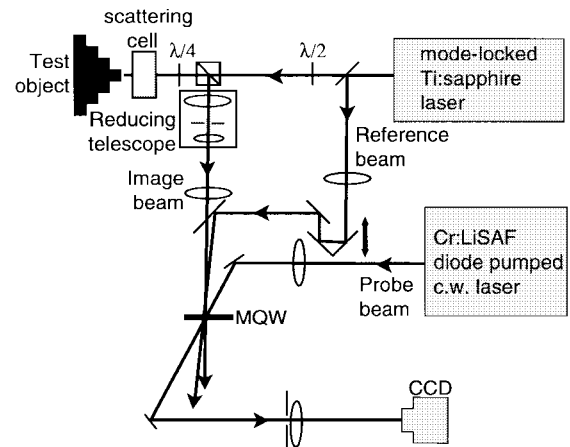 scattering
cell
Test
object
λ/4
λ/2
mode-locked
Ti:sapphire
laser
Reducing
telescope
Reference
beam
Image
beam
Cr:LiSAF
diode pumped
c.w. laser
Probe
beam
MQW
CCD